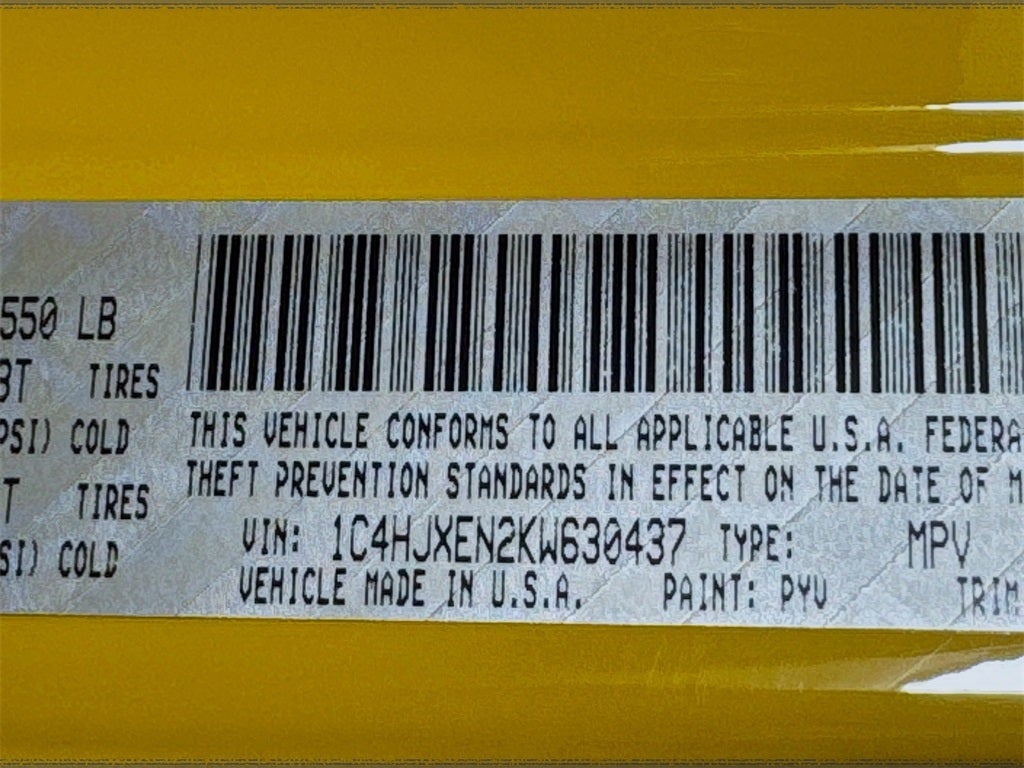 550 LB
3T TIRES
PSI) COLD
T TIRES
SI) COLD
THIS VEHICLE CONFORMS TO ALL APPLICABLE U.S.A. FEDERA
THEFT PREVENTION STANDARDS IN EFFECT ON THE DATE OF M
VIN: 1C4HJXEN2KW630437 TYPE: MPV
VEHICLE MADE IN U.S.A. PAINT: PYV TRIM